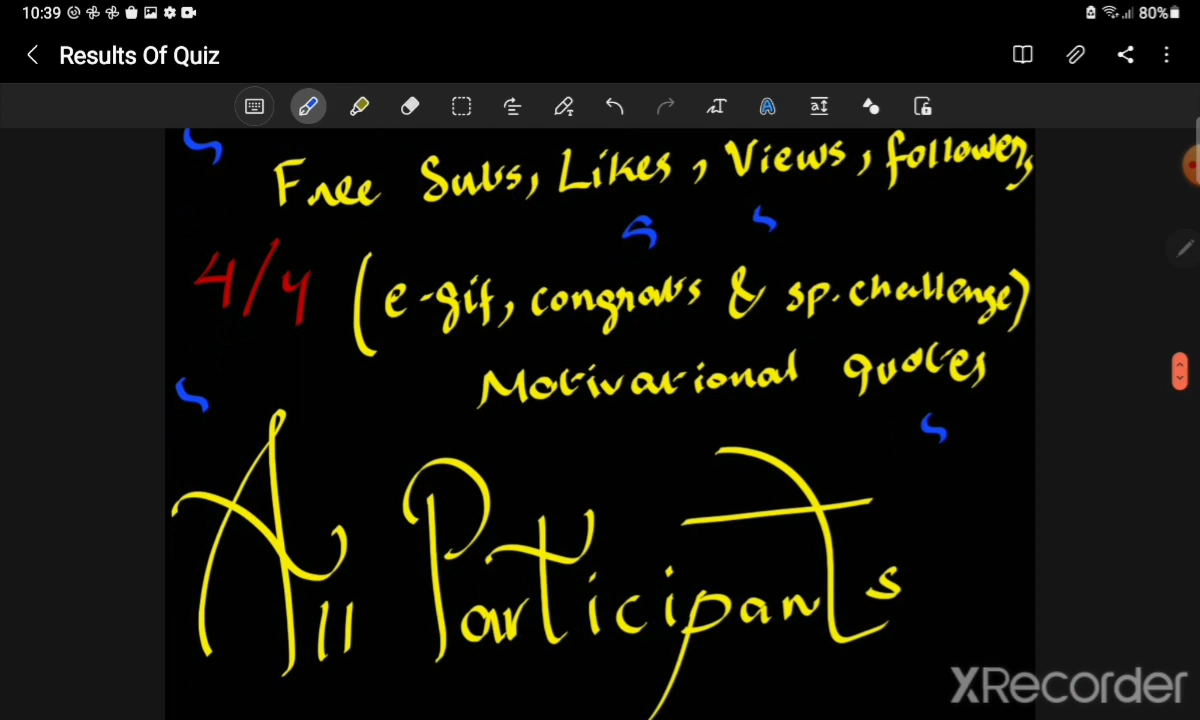 10:39 80%
Results Of Quiz
Free Subs, Likes, Views, followers
4/4 (e-gif, congrats & sp. challenge)
Motivational quotes
All Participants
XRecorder